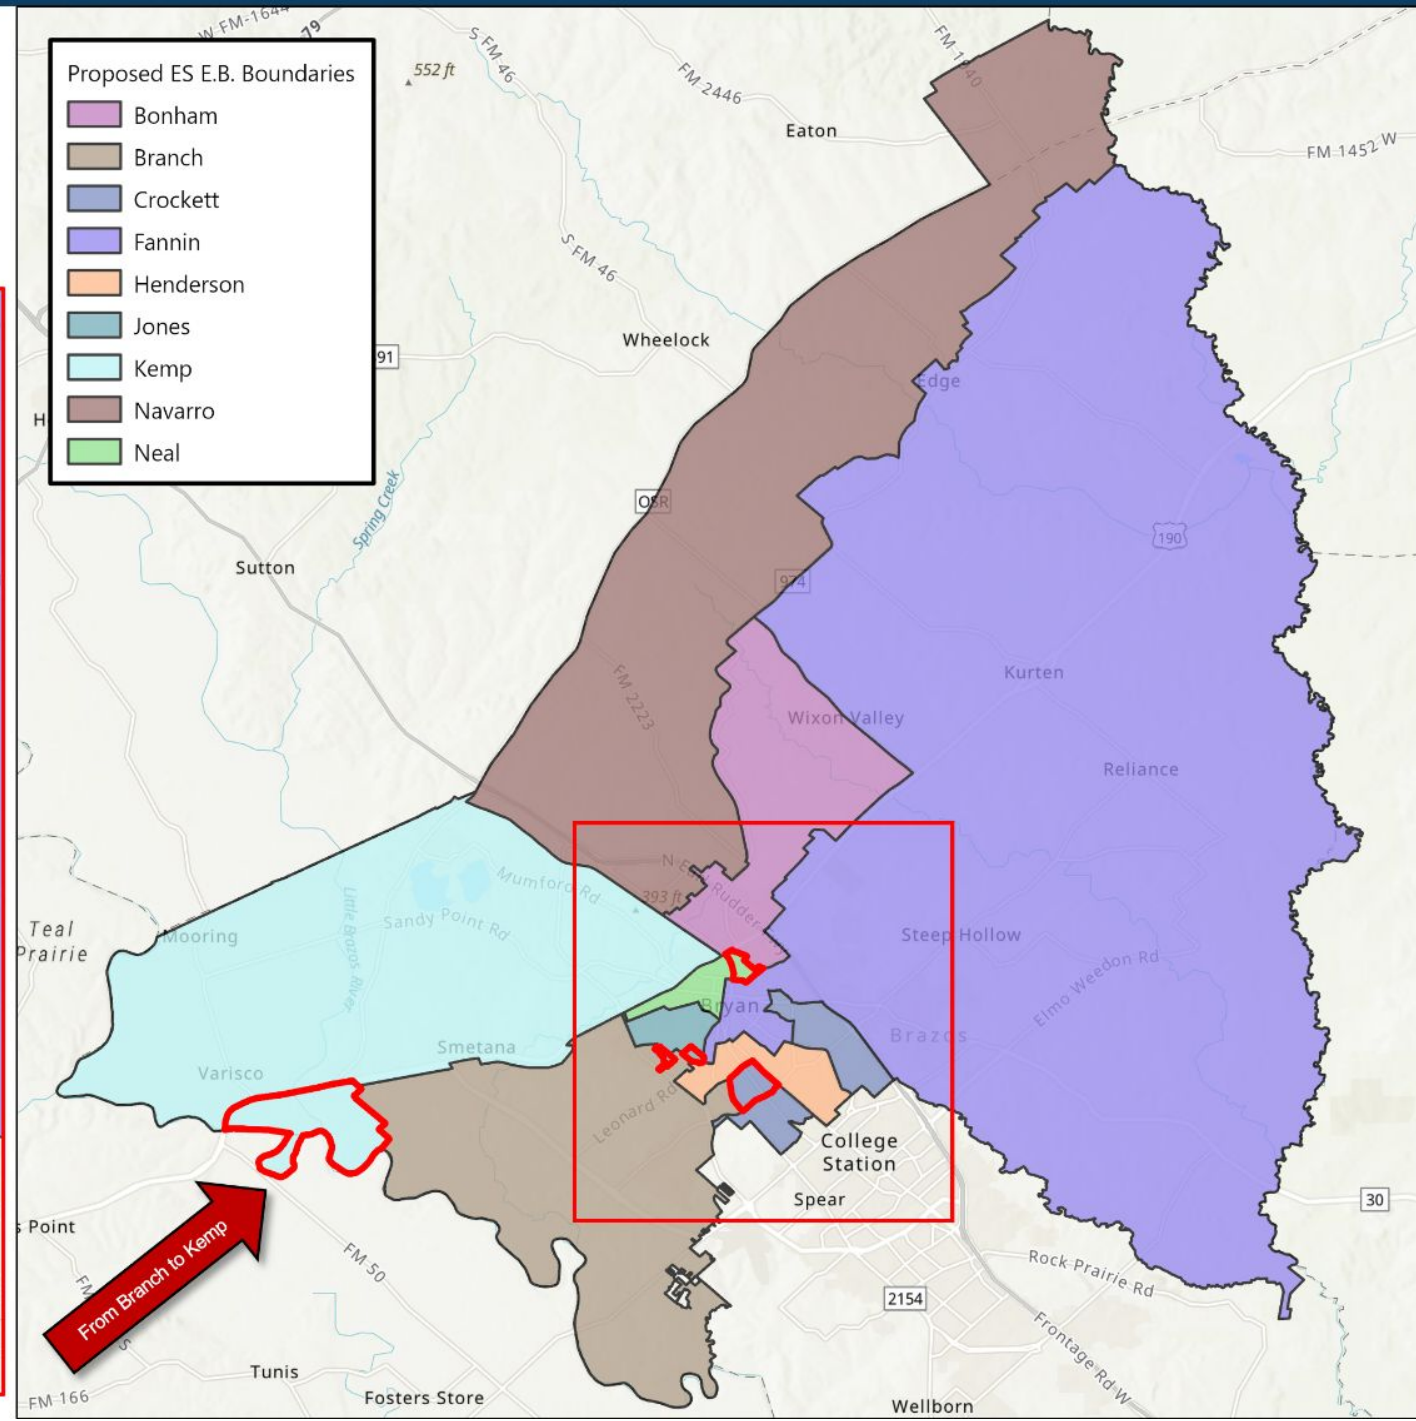 W FM-1644
79
S FM 46
FM 2446
FM 1940
552 ft
Eaton
FM 1452 W
Proposed ES E.B. Boundaries
Bonham
Branch
Crockett
Fannin
Henderson
Jones
Kemp
Navarro
Neal
S FM-46
Wheelock
91
H
Edge
Spring Creek
OSR
190
Sutton
974
Kurten
FM 2223
Wixon Valley
Reliance
Mumford Rd
393 ft
Teal
Prairie
Mooring
Sandy Point Rd
Little Brazos River
Steep Hollow
Elmo Weedon Rd
Bryan
Brazos
Smetana
Varisco
Leonard Rd
College
Station
Spear
30
s Point
From Branch to Kemp
FM 50
Rock Prairie Rd
2154
Frontage Rd W
Tunis
Fosters Store
FM 166
Wellborn